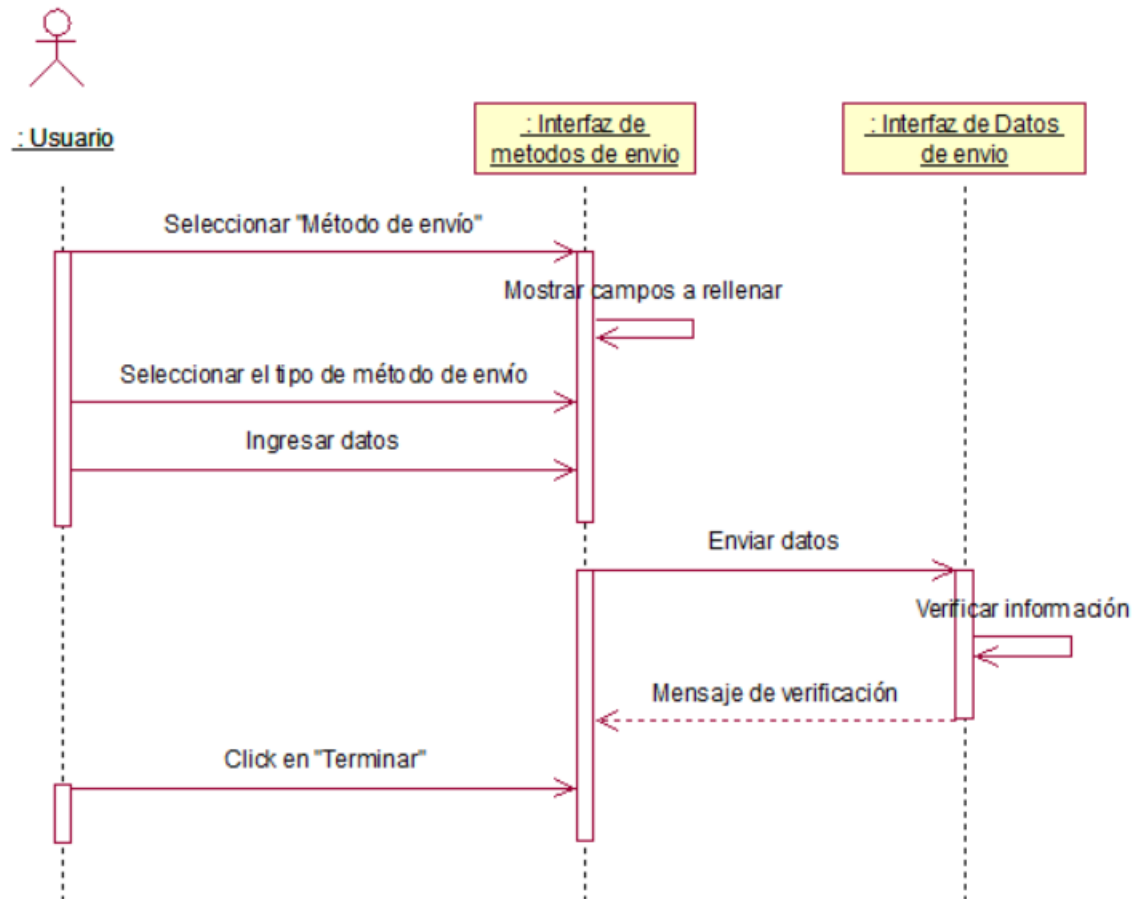 : Usuario
: Interfaz de
metodos de envio
: Interfaz de Datos
de envio
Seleccionar "Método de envío"
Mostrar campos a rellenar
Seleccionar el tipo de método de envío
Ingresar datos
Enviar datos
Verificar información
Mensaje de verificación
Click en "Terminar"